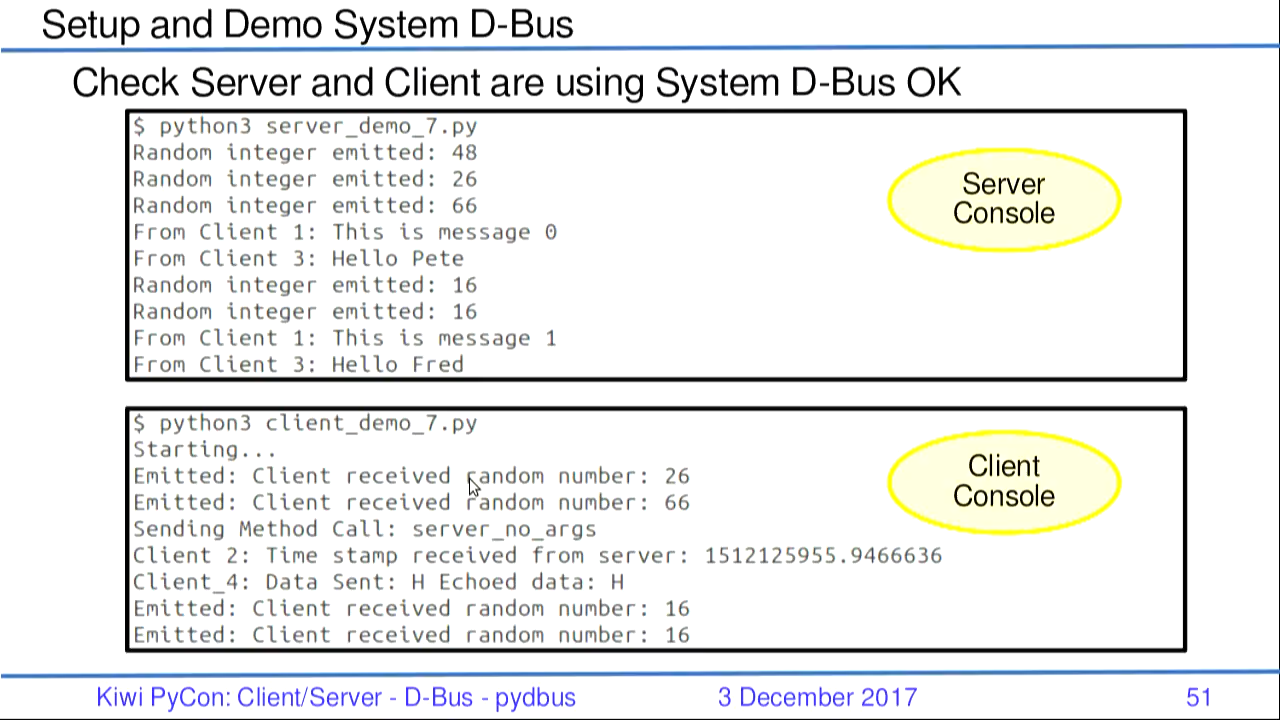 Setup and Demo System D-Bus
Check Server and Client are using System D-Bus OK
$ python3 server_demo_7.py
Random integer emitted: 48
Random integer emitted: 26
Random integer emitted: 66
From Client 1: This is message 0
From Client 3: Hello Pete
Random integer emitted: 16
Random integer emitted: 16
From Client 1: This is message 1
From Client 3: Hello Fred
Server
Console
$ python3 client_demo_7.py
Starting...
Emitted: Client received random number: 26
Emitted: Client received random number: 66
Sending Method Call: server_no_args
Client 2: Time stamp received from server: 1512125955.9466636
Client_4: Data Sent: H Echoed data: H
Emitted: Client received random number: 16
Emitted: Client received random number: 16
Client
Console
Kiwi PyCon: Client/Server - D-Bus - pydbus 3 December 2017 51